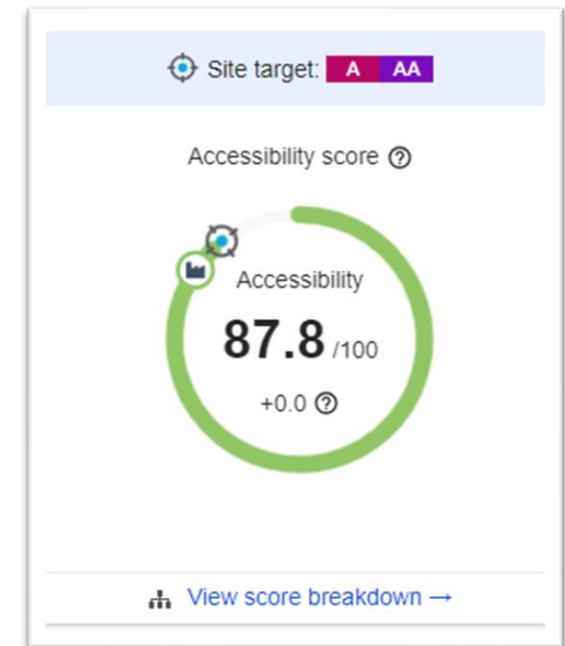 Site target: A AA
Accessibility score
Accessibility
87.8 /100
+0.0
View score breakdown →